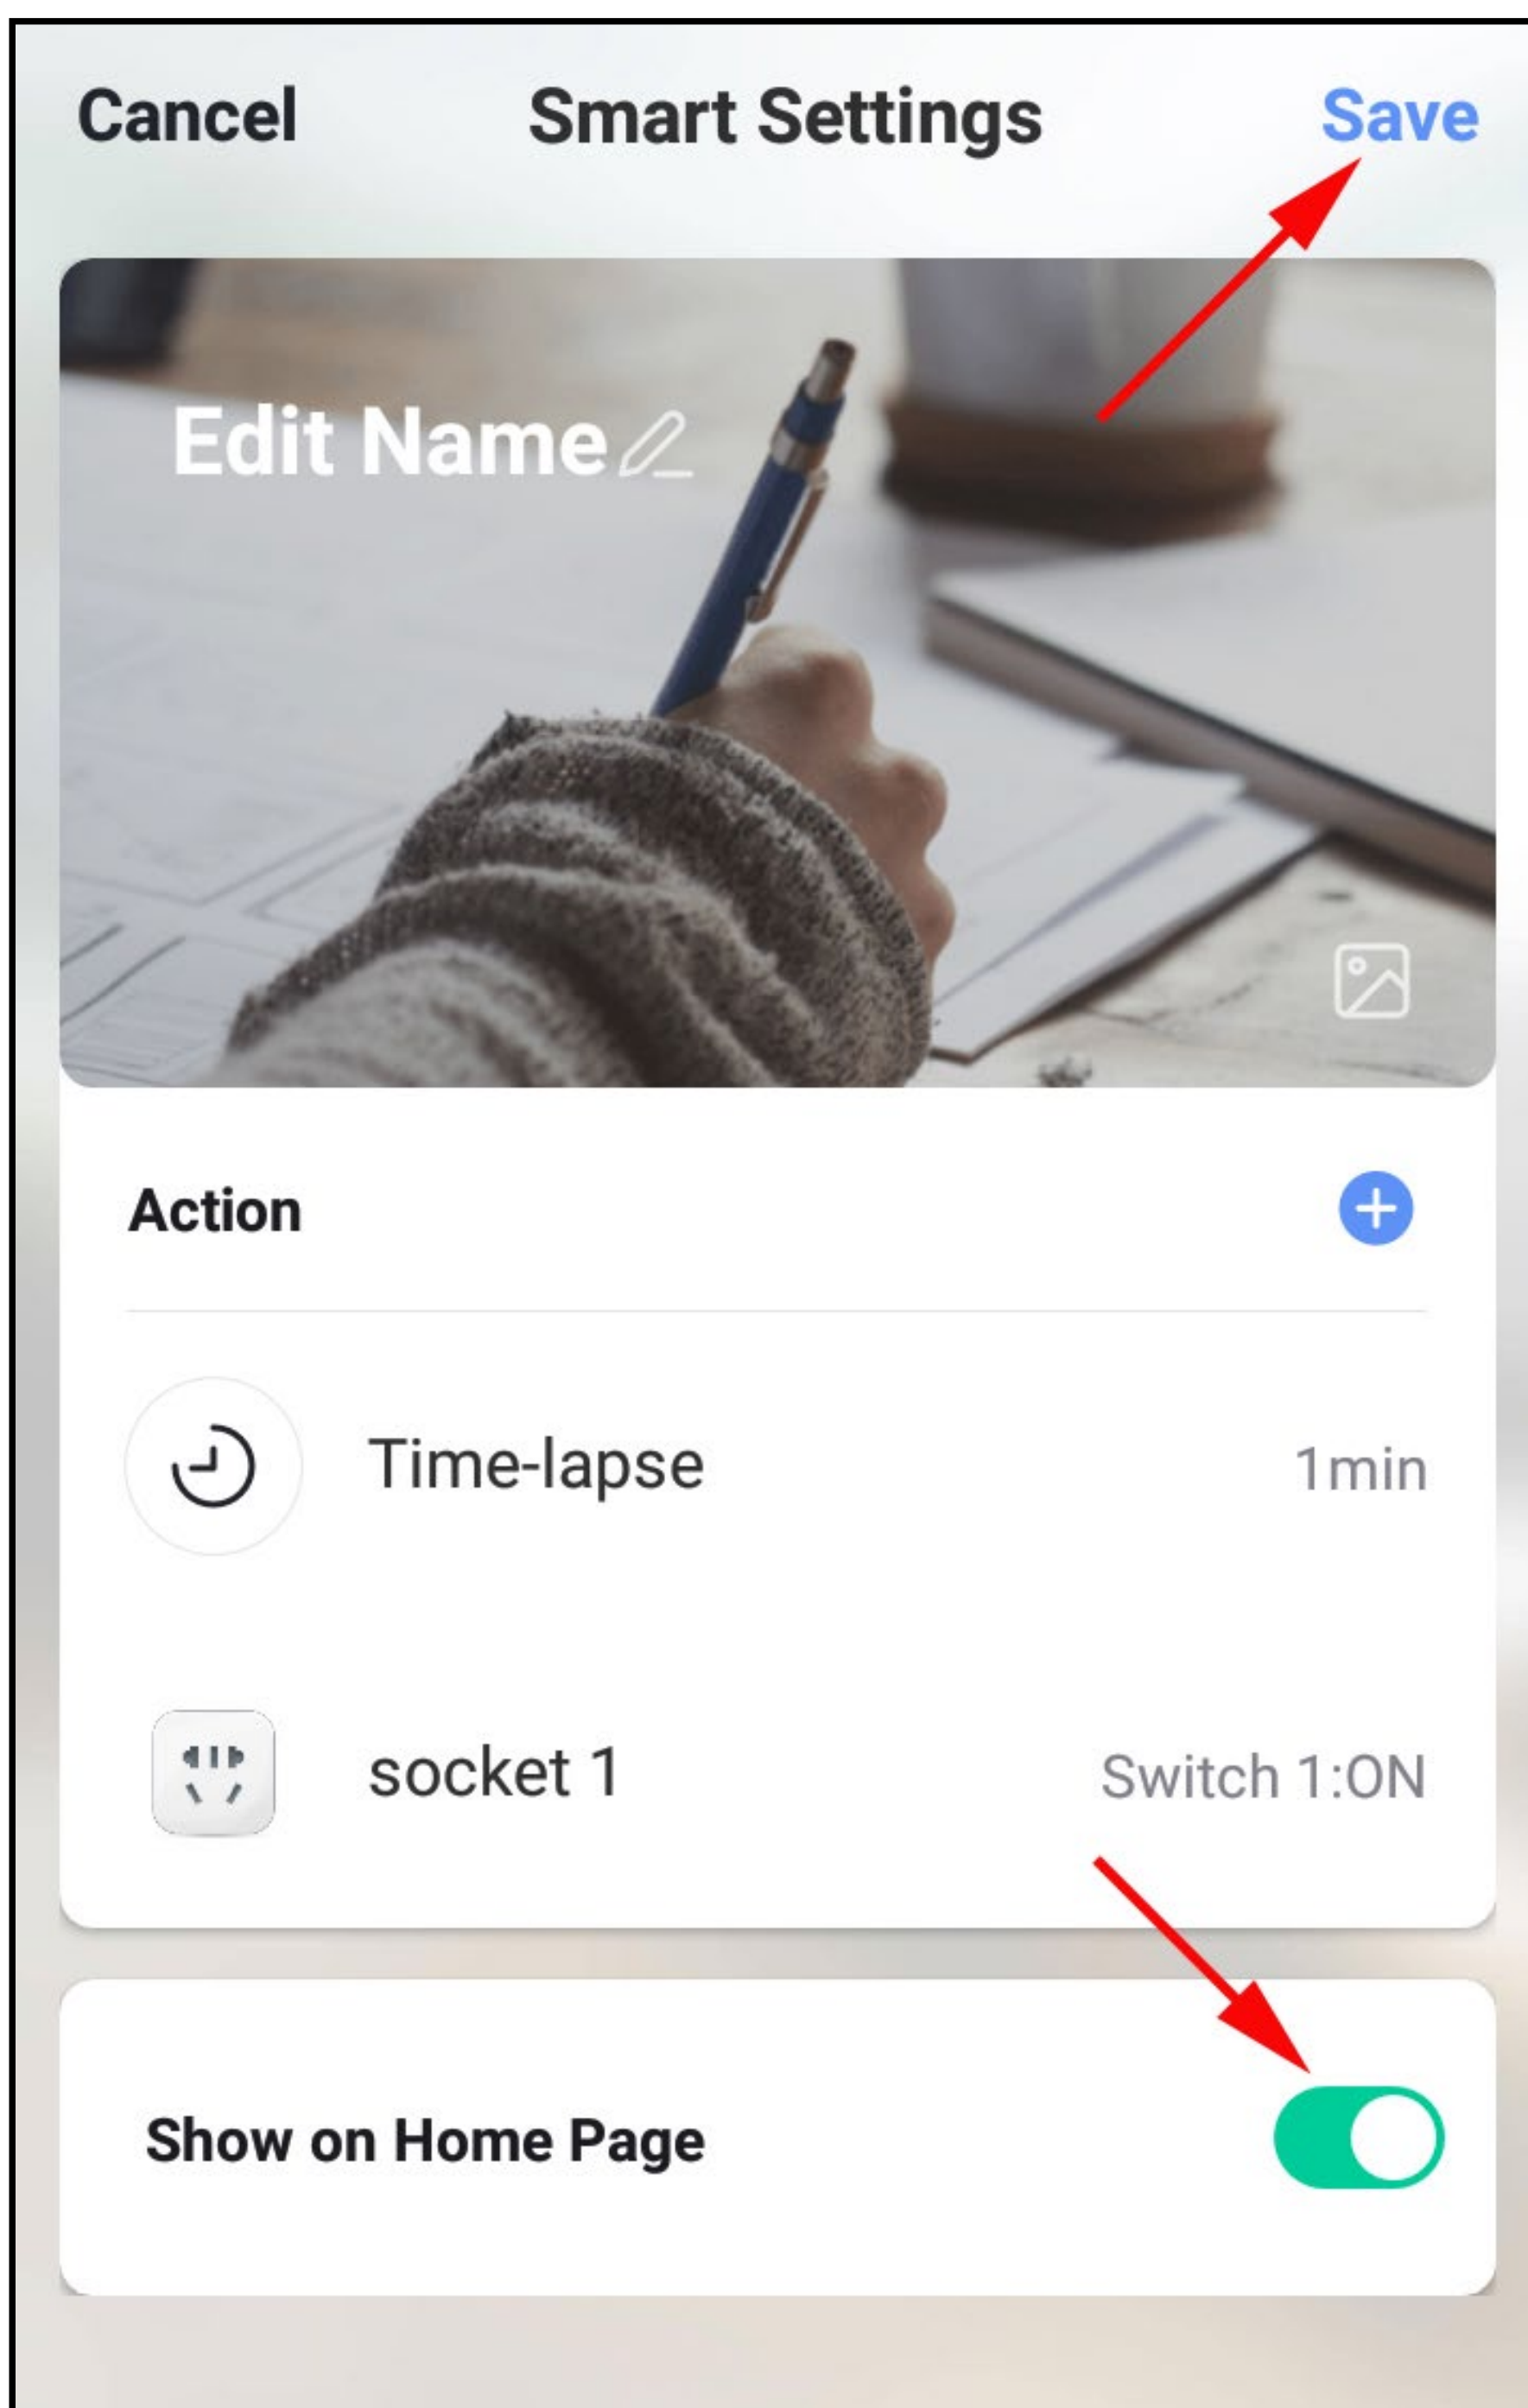 Cancel Smart Settings Save
Edit Name
Action
Time-lapse 1min
socket 1 Switch 1:ON
Show on Home Page